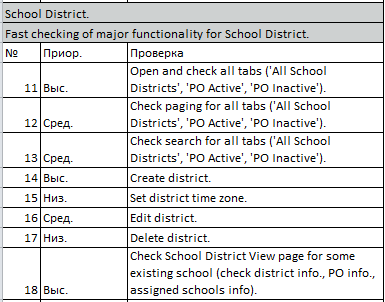 School District.
Fast checking of major functionality for School District.
№ Приор. Проверка
Open and check all tabs ('All School
11 Выс. Districts', 'PO Active', 'PO Inactive').
Check paging for all tabs ('All School
12 Сред. Districts', 'PO Active', 'PO Inactive').
Check search for all tabs ('All School
13 Сред. Districts', 'PO Active', 'PO Inactive').
14 Выс. Create district.
15 Низ. Set district time zone.
16 Сред. Edit district.
17 Низ. Delete district.
Check School District View page for some
existing school (check district info., PO info.,
18 Выс. assigned schools info).